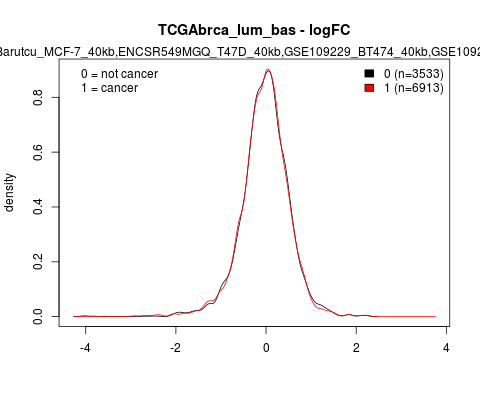 TCGAbrca_lum_bas - logFC
Barutcu_MCF-7_40kb,ENCSR549MGQ_T47D_40kb,GSE109229_BT474_40kb,GSE1092
0 = not cancer
1 = cancer
0 (n=3533)
1 (n=6913)
density
0.0
0.2
0.4
0.6
0.8
-4
-2
0
2
4